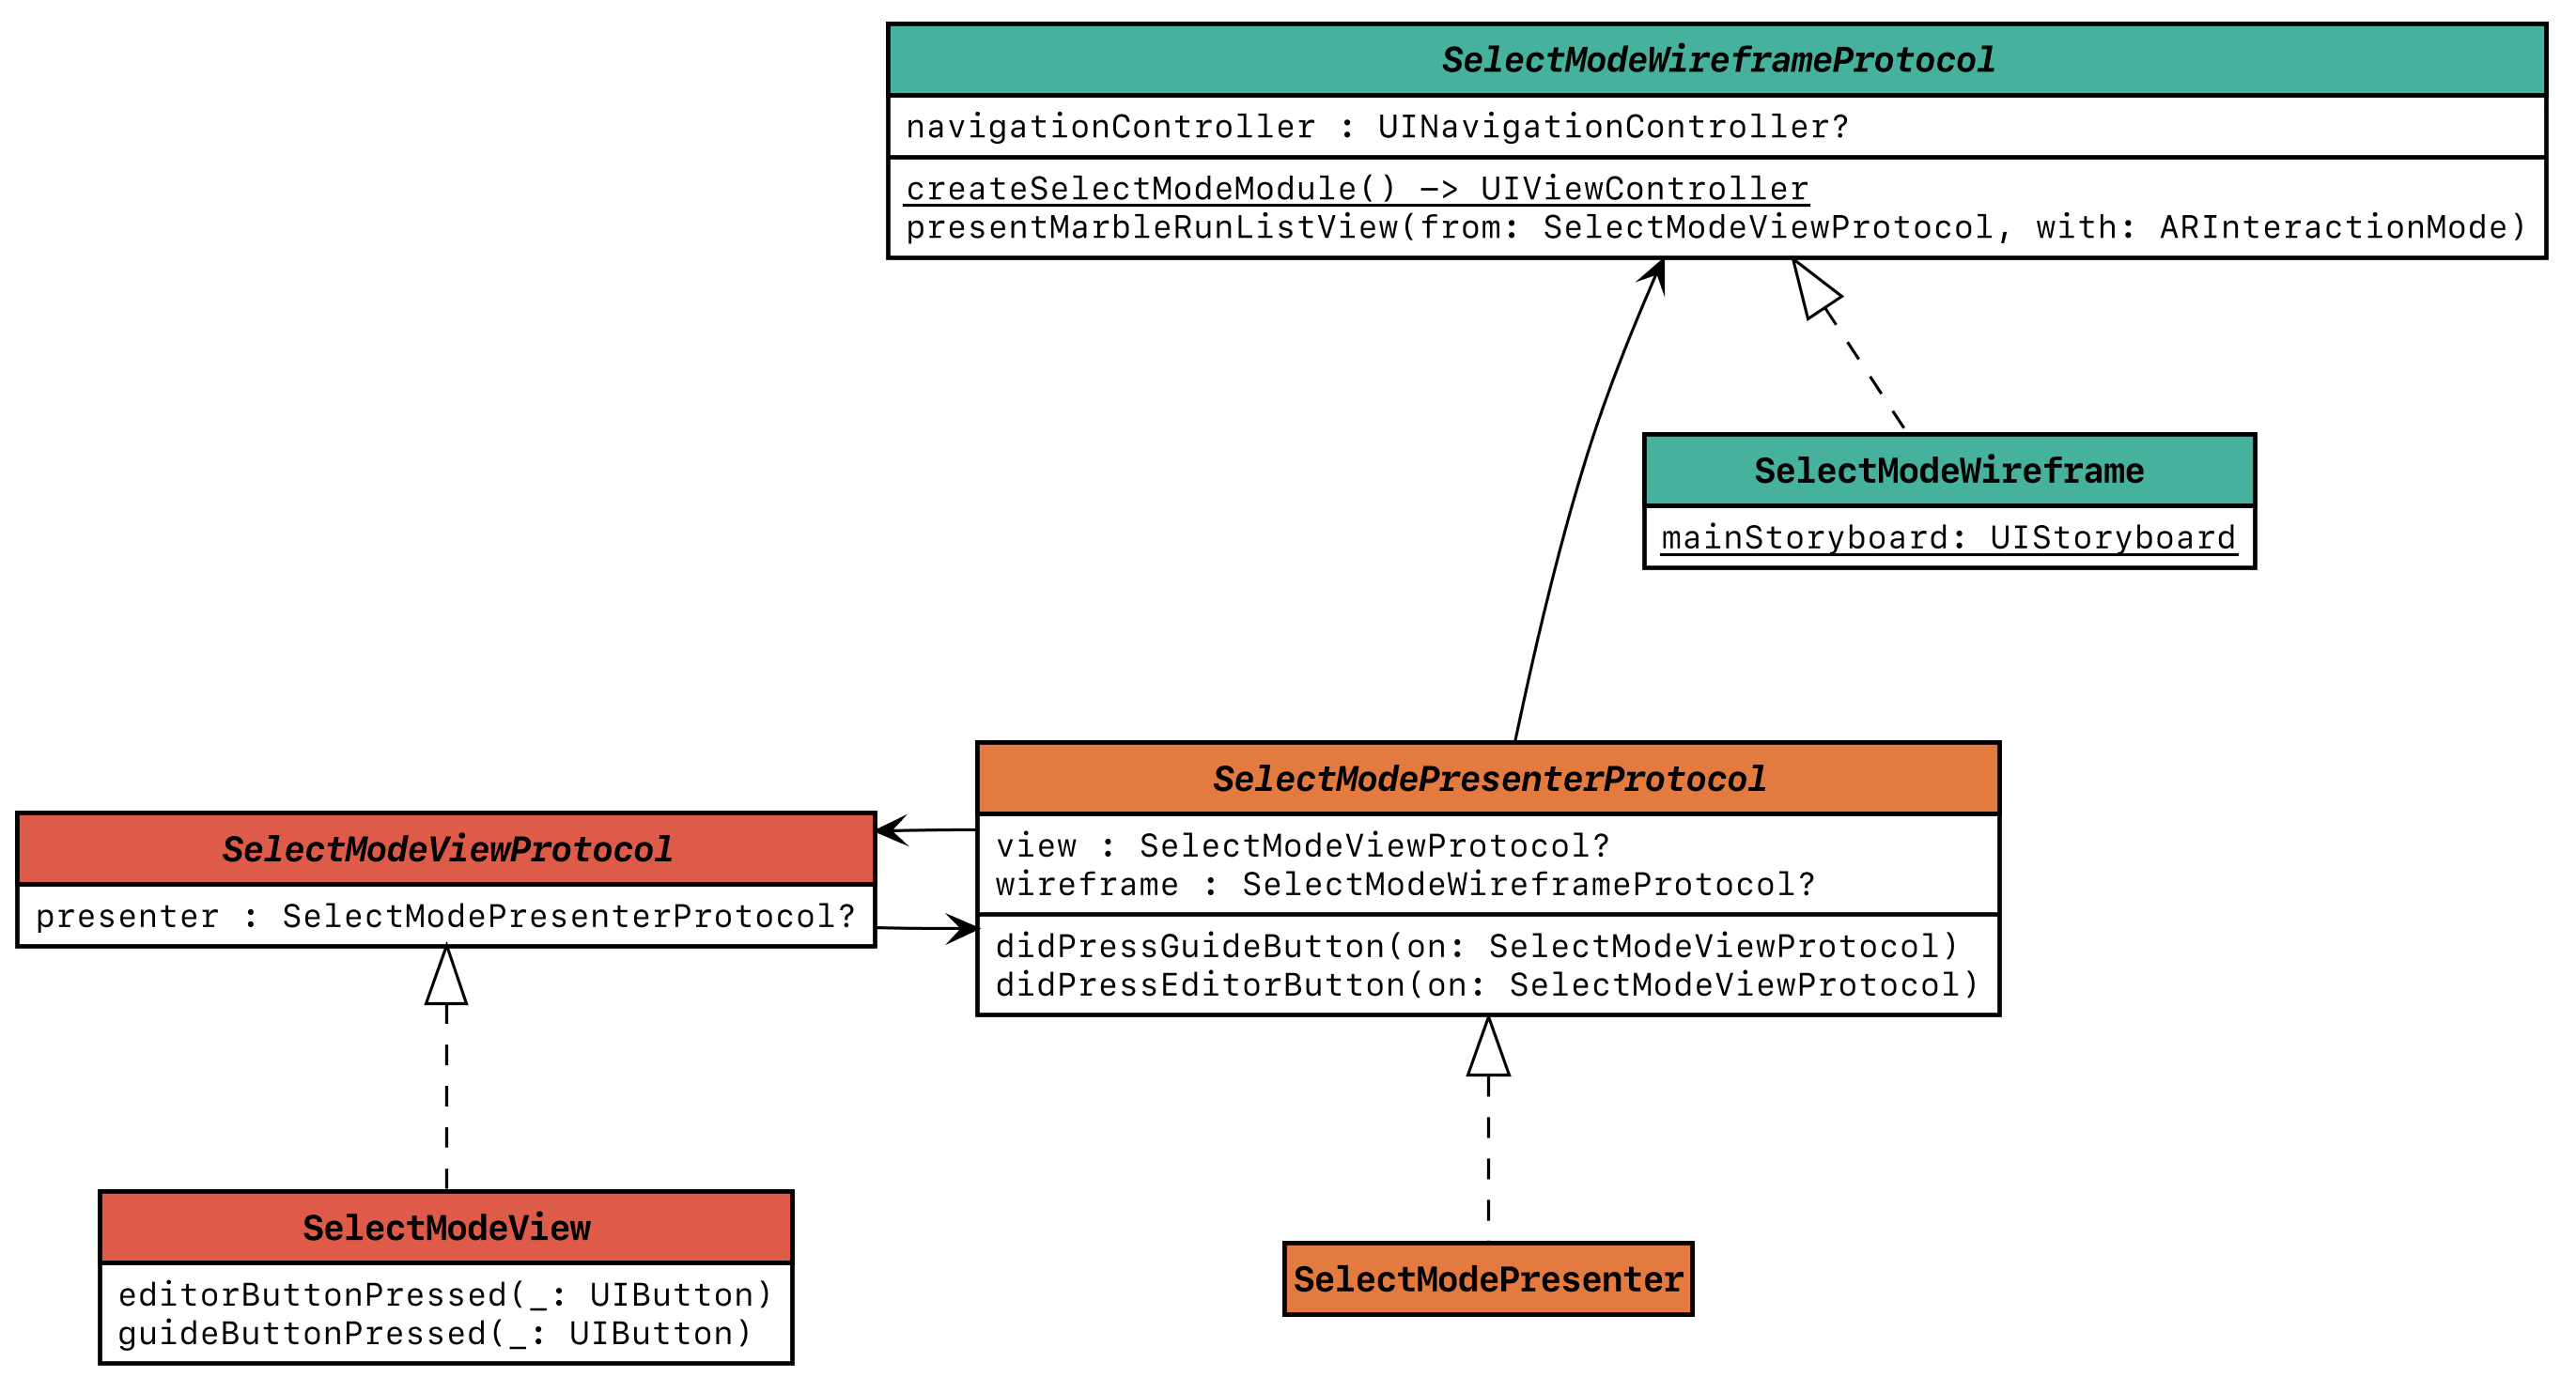 SelectModeWireframeProtocol
navigationController : UINavigationController?
createSelectModeModule() -> UIViewController
presentMarbleRunListView(from: SelectModeViewProtocol, with: ARInteractionMode)
SelectModeWireframe
mainStoryboard: UIStoryboard
SelectModePresenterProtocol
view : SelectModeViewProtocol?
wireframe : SelectModeWireframeProtocol?
didPressGuideButton(on: SelectModeViewProtocol)
didPressEditorButton(on: SelectModeViewProtocol)
SelectModeViewProtocol
presenter : SelectModePresenterProtocol?
SelectModeView
editorButtonPressed(_: UIButton)
guideButtonPressed(_: UIButton)
SelectModePresenter